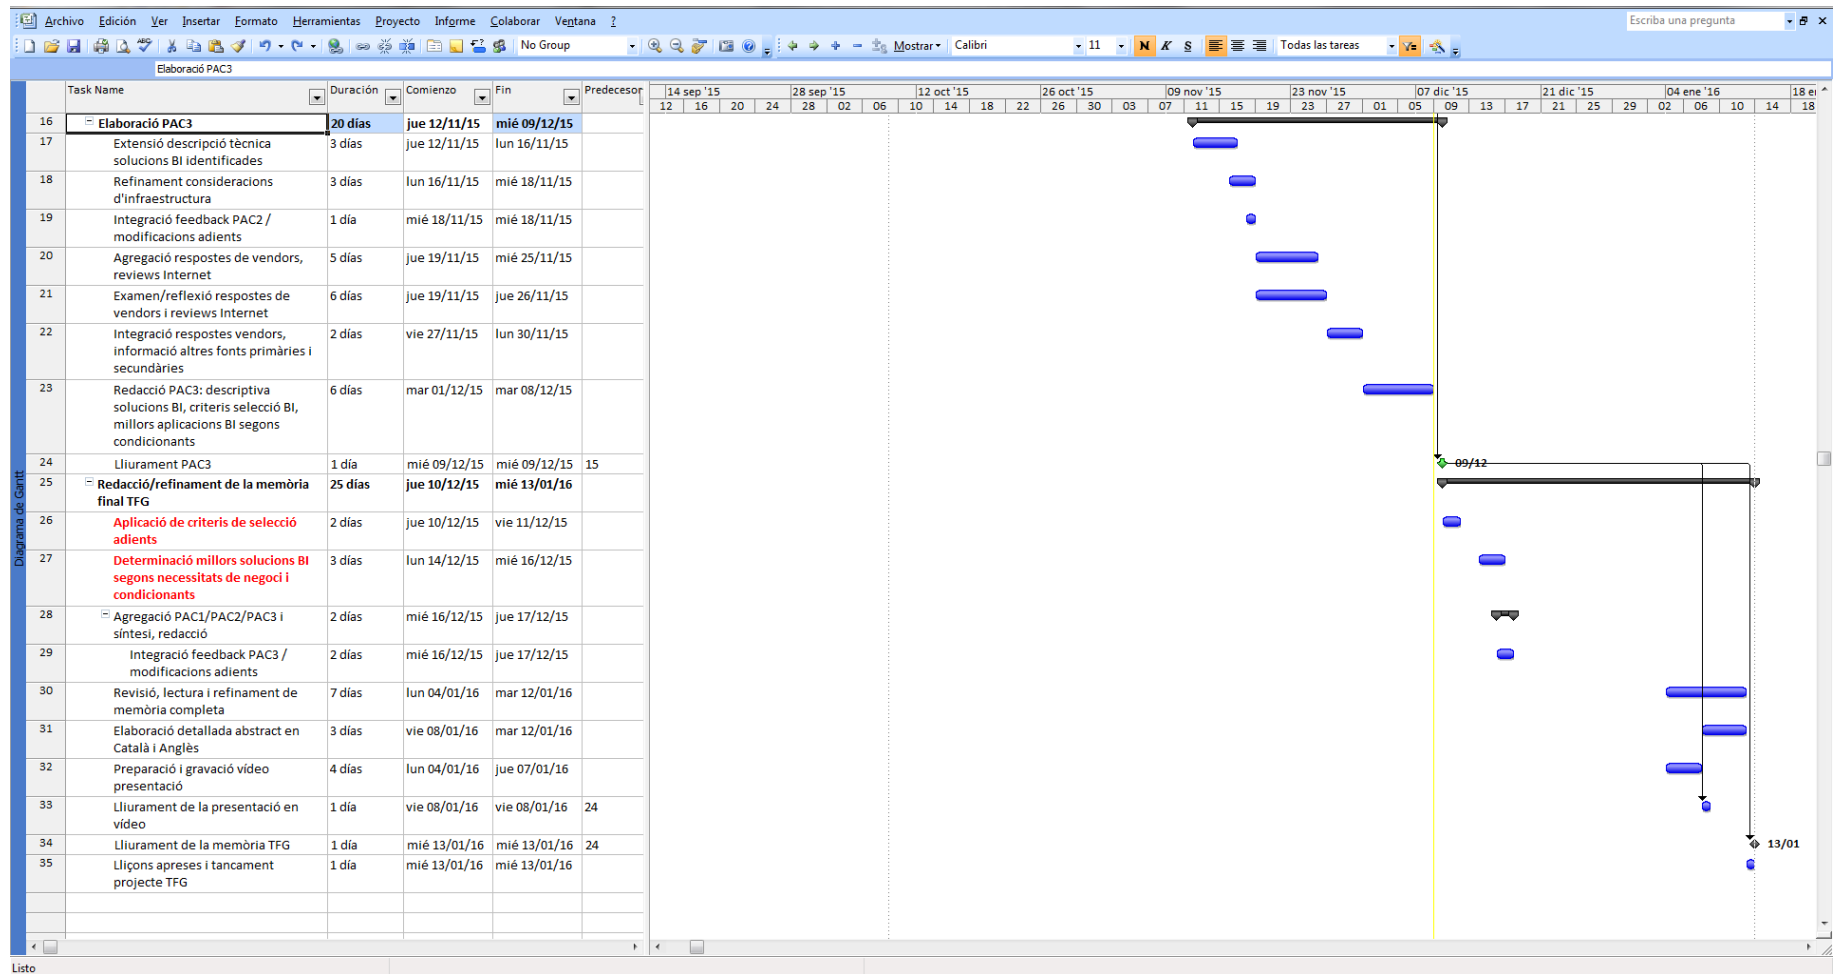 Archivo Edición Ver Insertar Formato Herramientas Proyecto Informe Colaborar Ventana ? Escriba una pregunta
No Group Mostrar Calibri 11 N K S Todas las tareas
Elaboració PAC3
Task Name Duración Comienzo Fin Predecesor
14 sep '15 28 sep '15 12 oct '15 26 oct '15 09 nov '15 23 nov '15 07 dic '15 21 dic '15 04 ene '16 18 e
12 16 20 24 28 02 06 10 14 18 22 26 30 03 07 11 15 19 23 27 01 05 09 13 17 21 25 29 02 06 10 14 18
16 Elaboració PAC3 20 días jue 12/11/15 mié 09/12/15
17 Extensió descripció tècnica 3 días jue 12/11/15 lun 16/11/15
solucions BI identificades
18 Refinament consideracions 3 días lun 16/11/15 mié 18/11/15
d'infraestructura
19 Integració feedback PAC2 / 1 día mié 18/11/15 mié 18/11/15
modificacions adients
20 Agregació respostes de vendors, 5 días jue 19/11/15 mié 25/11/15
reviews Internet
21 Examen/reflexió respostes de 6 días jue 19/11/15 jue 26/11/15
vendors i reviews Internet
22 Integració respostes vendors, 2 días vie 27/11/15 lun 30/11/15
informació altres fonts primàries i
secundàries
23 Redacció PAC3: descriptiva 6 días mar 01/12/15 mar 08/12/15
solucions BI, criteris selecció BI,
millors aplicacions BI segons
condicionants
24 Lliurament PAC3 1 día mié 09/12/15 mié 09/12/15 15 09/12
25 Redacció/refinament de la memòria 25 días jue 10/12/15 mié 13/01/16
final TFG
26 Aplicació de criteris de selecció 2 días jue 10/12/15 vie 11/12/15
adients
27 Determinació millors solucions BI 3 días lun 14/12/15 mié 16/12/15
segons necessitats de negoci i
condicionants
28 Agregació PAC1/PAC2/PAC3 i 2 días mié 16/12/15 jue 17/12/15
síntesi, redacció
29 Integració feedback PAC3 / 2 días mié 16/12/15 jue 17/12/15
modificacions adients
30 Revisió, lectura i refinament de 7 días lun 04/01/16 mar 12/01/16
memòria completa
31 Elaboració detallada abstract en 3 días vie 08/01/16 mar 12/01/16
Català i Anglès
32 Preparació i gravació vídeo 4 días lun 04/01/16 jue 07/01/16
presentació
33 Lliurament de la presentació en 1 día vie 08/01/16 vie 08/01/16 24
vídeo
34 Lliurament de la memòria TFG 1 día mié 13/01/16 mié 13/01/16 24 13/01
35 Lliçons apreses i tancament 1 día mié 13/01/16 mié 13/01/16
projecte TFG
Diagrama de Gantt
Listo